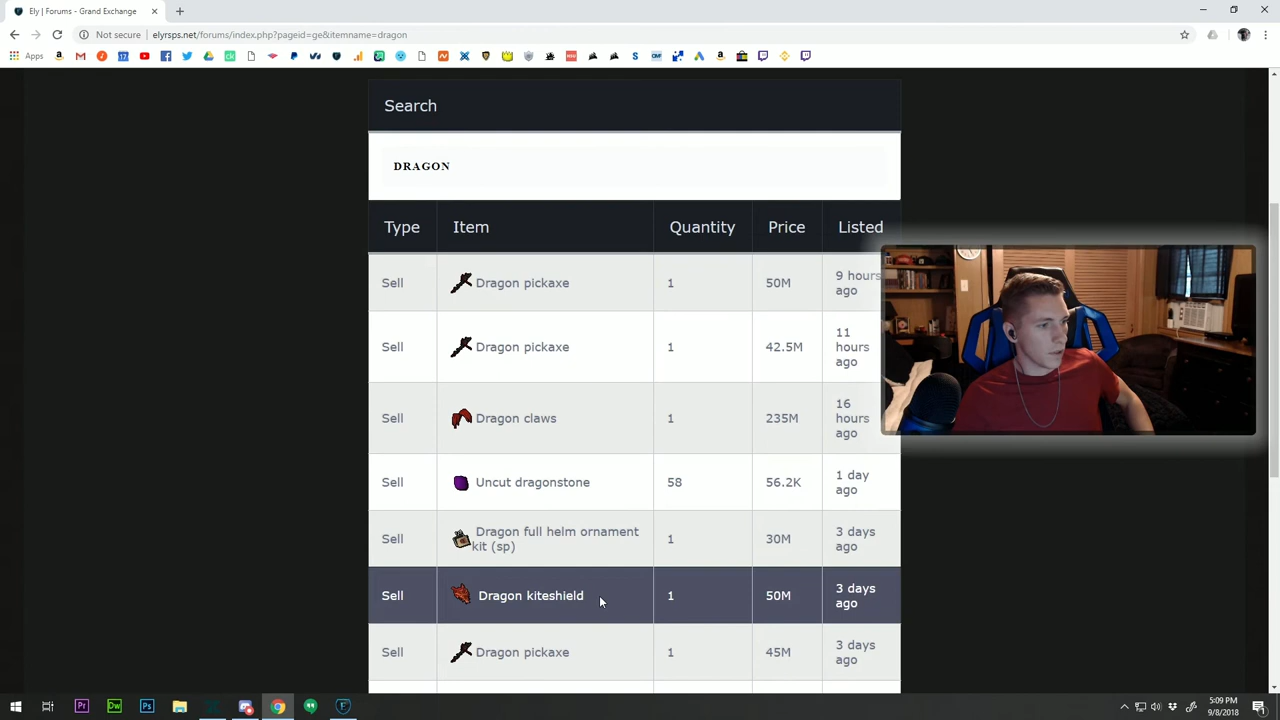 Ely | Forums - Grand Exchange
Not secure | elyrsps.net/forums/index.php?pageid=ge&itemname=dragon
Apps
Search
DRAGON
Type Item Quantity Price Listed
Sell Dragon pickaxe 1 50M 9 hours
ago
Sell Dragon pickaxe 1 42.5M 11
hours
ago
Sell Dragon claws 1 235M 16
hours
ago
Sell Uncut dragonstone 58 56.2K 1 day
ago
Sell Dragon full helm ornament
kit (sp) 1 30M 3 days
ago
Sell Dragon kiteshield 1 50M 3 days
ago
Sell Dragon pickaxe 1 45M 3 days
ago
5:09 PM
9/8/2018